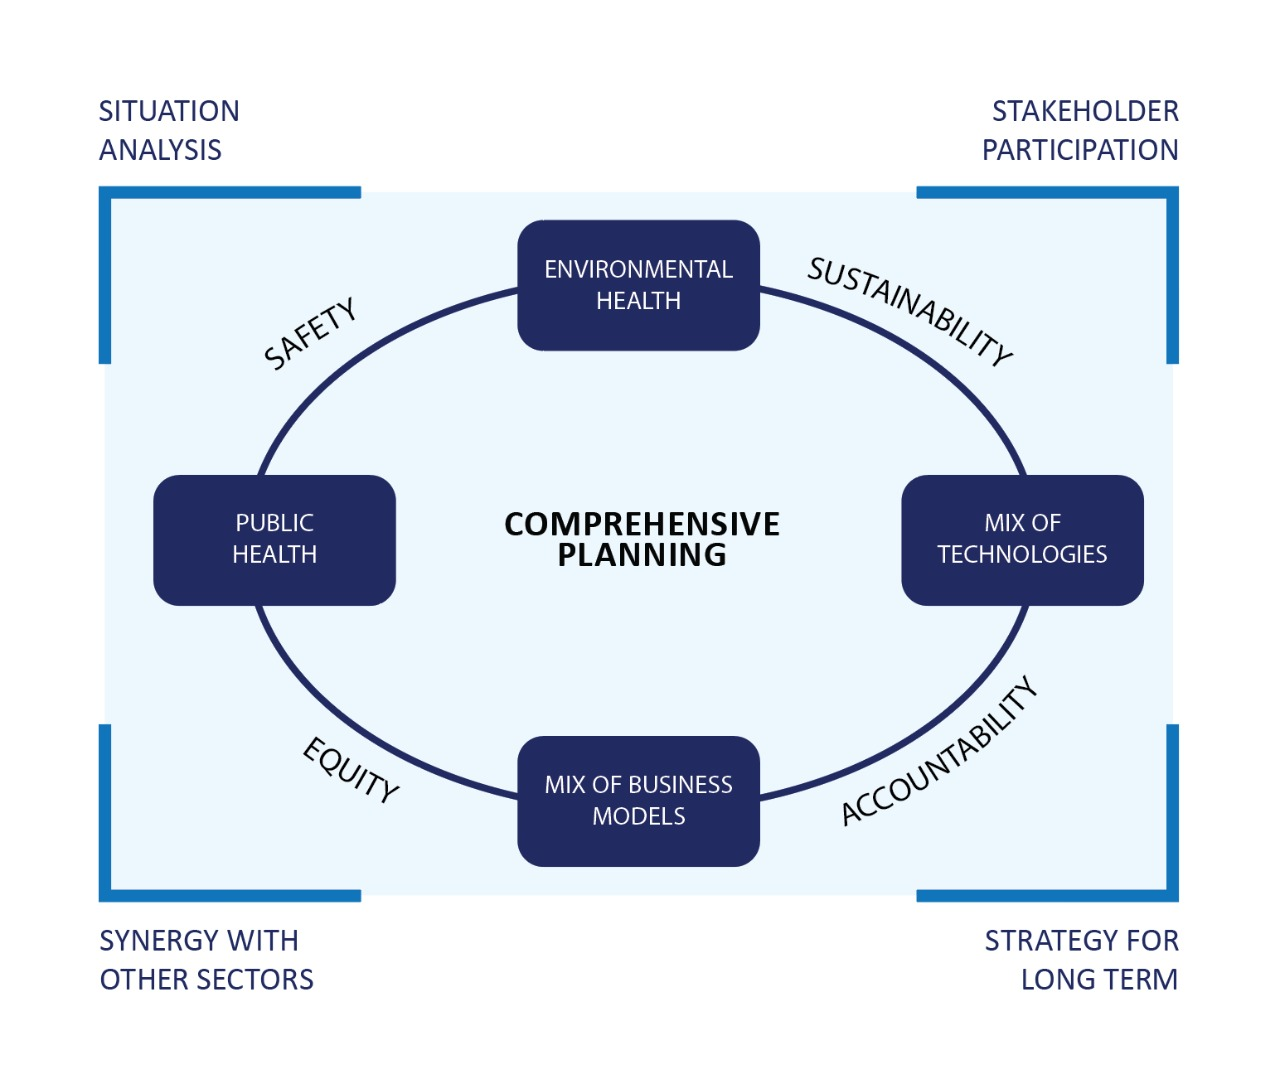 SITUATION
ANALYSIS
STAKEHOLDER
PARTICIPATION
ENVIRONMENTAL
HEALTH
SAFETY
SUSTAINABILITY
PUBLIC
HEALTH
COMPREHENSIVE
PLANNING
MIX OF
TECHNOLOGIES
EQUITY
MIX OF BUSINESS
MODELS
ACCOUNTABILITY
SYNERGY WITH
OTHER SECTORS
STRATEGY FOR
LONG TERM